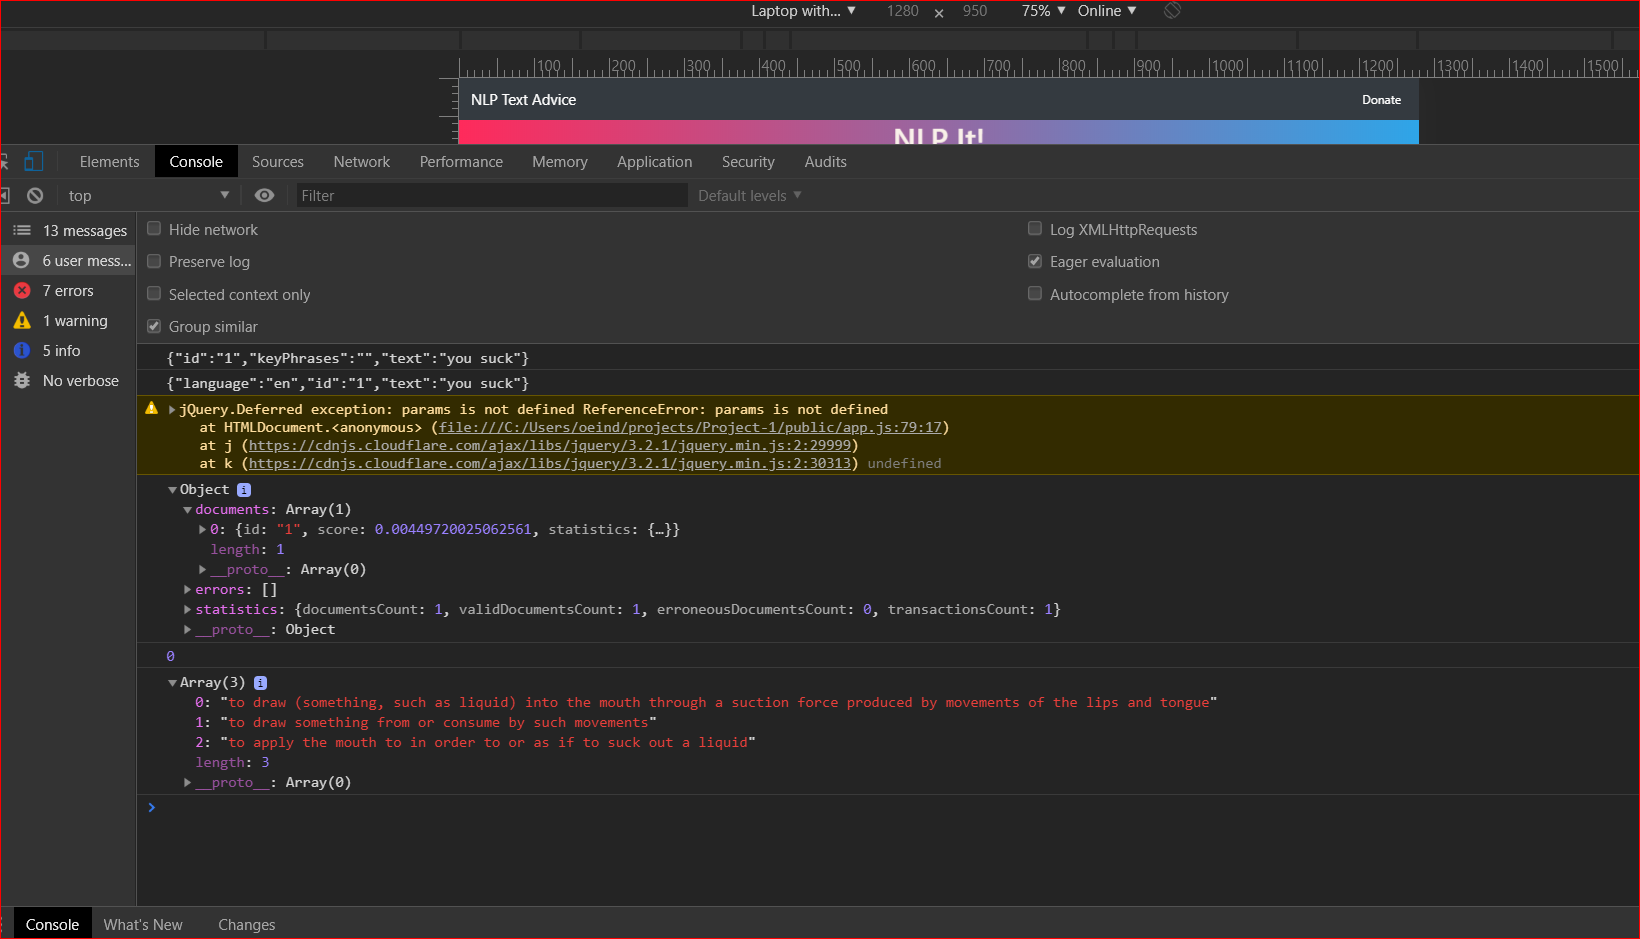 Laptop with... ▼ 1280 × 950 75% ▼ Online ▼
100 200 300 400 500 600 700 800 900 1000 1100 1200 1300 1400 1500
NLP Text Advice Donate
NLP It!
Elements Console Sources Network Performance Memory Application Security Audits
top ▼ Filter Default levels ▼
13 messages
6 user mess...
7 errors
1 warning
5 info
No verbose
Hide network Log XMLHttpRequests
Preserve log Eager evaluation
Selected context only Autocomplete from history
Group similar
{"id":"1","keyPhrases":"","text":"you suck"}
{"language":"en","id":"1","text":"you suck"}
▶jQuery.Deferred exception: params is not defined ReferenceError: params is not defined
at HTMLDocument.<anonymous> (file:///C:/Users/oeind/projects/Project-1/public/app.js:79:17)
at j (https://cdnjs.cloudflare.com/ajax/libs/jquery/3.2.1/jquery.min.js:2:29999)
at k (https://cdnjs.cloudflare.com/ajax/libs/jquery/3.2.1/jquery.min.js:2:30313) undefined
▼Object i
▼documents: Array(1)
▶0: {id: "1", score: 0.00449720025062561, statistics: {…}}
length: 1
▶__proto__: Array(0)
▶errors: []
▶statistics: {documentsCount: 1, validDocumentsCount: 1, erroneousDocumentsCount: 0, transactionsCount: 1}
▶__proto__: Object
0
▼Array(3) i
0: "to draw (something, such as liquid) into the mouth through a suction force produced by movements of the lips and tongue"
1: "to draw something from or consume by such movements"
2: "to apply the mouth to in order to or as if to suck out a liquid"
length: 3
▶__proto__: Array(0)
>
Console What's New Changes